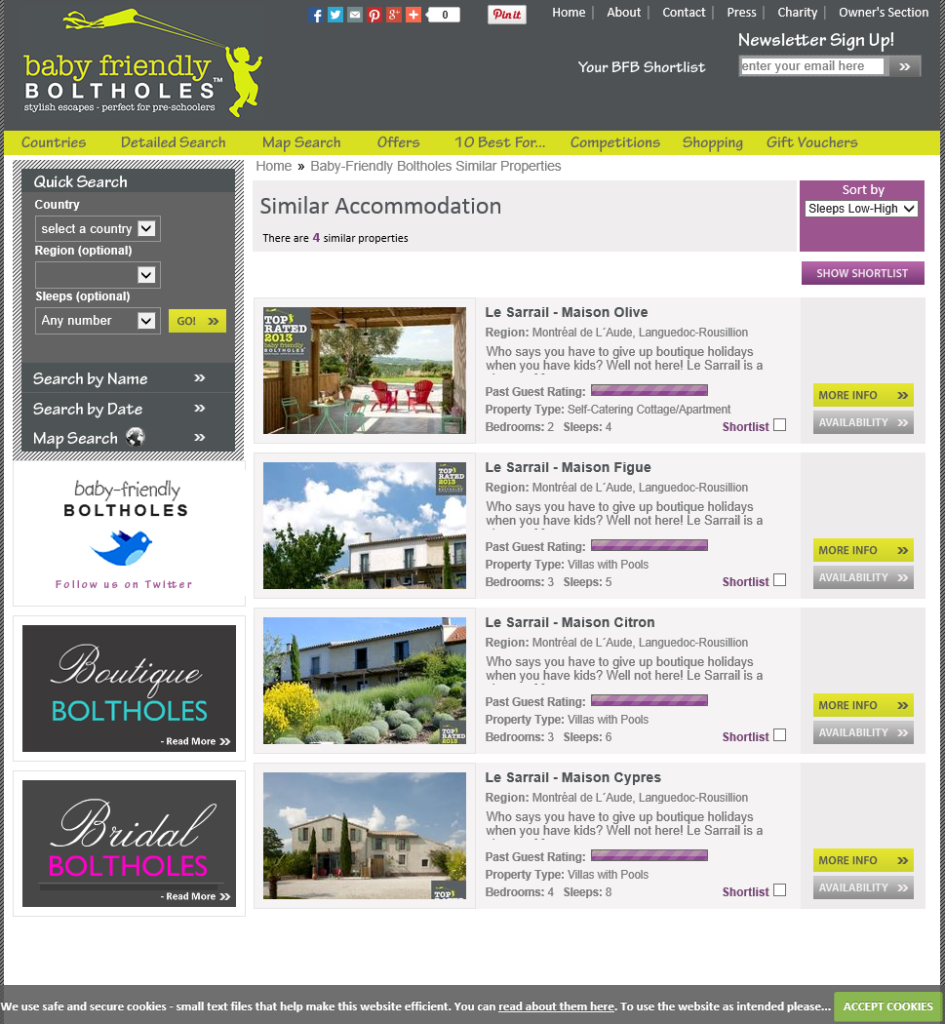 0
Pin it
Home | About | Contact | Press | Charity | Owner's Section
Newsletter Sign Up!
Your BFB Shortlist
enter your email here
»
baby friendly
BOLTHOLES™
stylish escapes - perfect for pre-schoolers
Countries Detailed Search Map Search Offers 10 Best For... Competitions Shopping Gift Vouchers
Home » Baby-Friendly Boltholes Similar Properties
Quick Search
Country
select a country
Region (optional)
Sleeps (optional)
Any number
GO! »
Search by Name »
Search by Date »
Map Search »
baby-friendly
BOLTHOLES
Follow us on Twitter
Boutique
BOLTHOLES
- Read More »
Bridal
BOLTHOLES
- Read More »
Similar Accommodation
There are 4 similar properties
Sort by
Sleeps Low-High
SHOW SHORTLIST
TOP
RATED
2013
baby friendly
BOLTHOLES
Le Sarrail - Maison Olive
Region: Montréal de L´Aude, Languedoc-Rousillion
Who says you have to give up boutique holidays
when you have kids? Well not here! Le Sarrail is a
Past Guest Rating:
Property Type: Self-Catering Cottage/Apartment
Bedrooms: 2 Sleeps: 4
Shortlist
MORE INFO »
AVAILABILITY »
TOP
RATED
2013
Le Sarrail - Maison Figue
Region: Montréal de L´Aude, Languedoc-Rousillion
Who says you have to give up boutique holidays
when you have kids? Well not here! Le Sarrail is a
Past Guest Rating:
Property Type: Villas with Pools
Bedrooms: 3 Sleeps: 5
Shortlist
MORE INFO »
AVAILABILITY »
TOP
RATED
2013
Le Sarrail - Maison Citron
Region: Montréal de L´Aude, Languedoc-Rousillion
Who says you have to give up boutique holidays
when you have kids? Well not here! Le Sarrail is a
Past Guest Rating:
Property Type: Villas with Pools
Bedrooms: 3 Sleeps: 6
Shortlist
MORE INFO »
AVAILABILITY »
TOP
Le Sarrail - Maison Cypres
Region: Montréal de L´Aude, Languedoc-Rousillion
Who says you have to give up boutique holidays
when you have kids? Well not here! Le Sarrail is a
Past Guest Rating:
Property Type: Villas with Pools
Bedrooms: 4 Sleeps: 8
Shortlist
MORE INFO »
AVAILABILITY »
We use safe and secure cookies - small text files that help make this website efficient. You can read about them here. To use the website as intended please... ACCEPT COOKIES